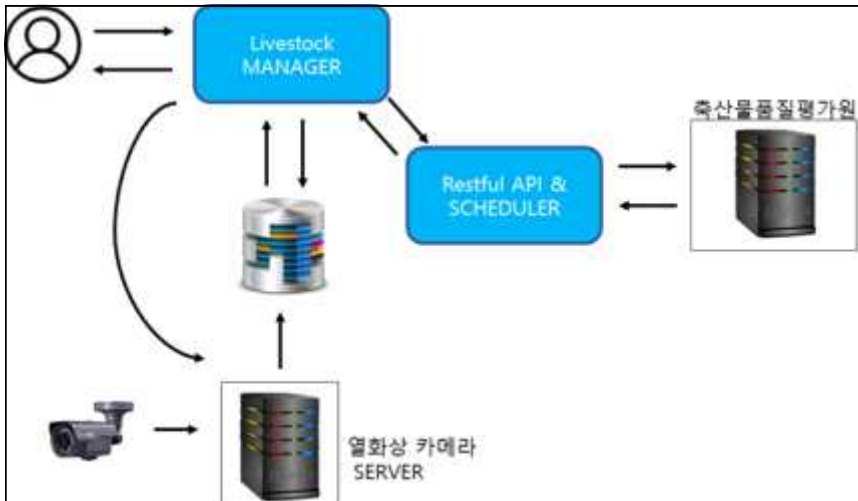 Livestock
MANAGER
축산물품질평가원
Restful API &
SCHEDULER
열화상 카메라
SERVER